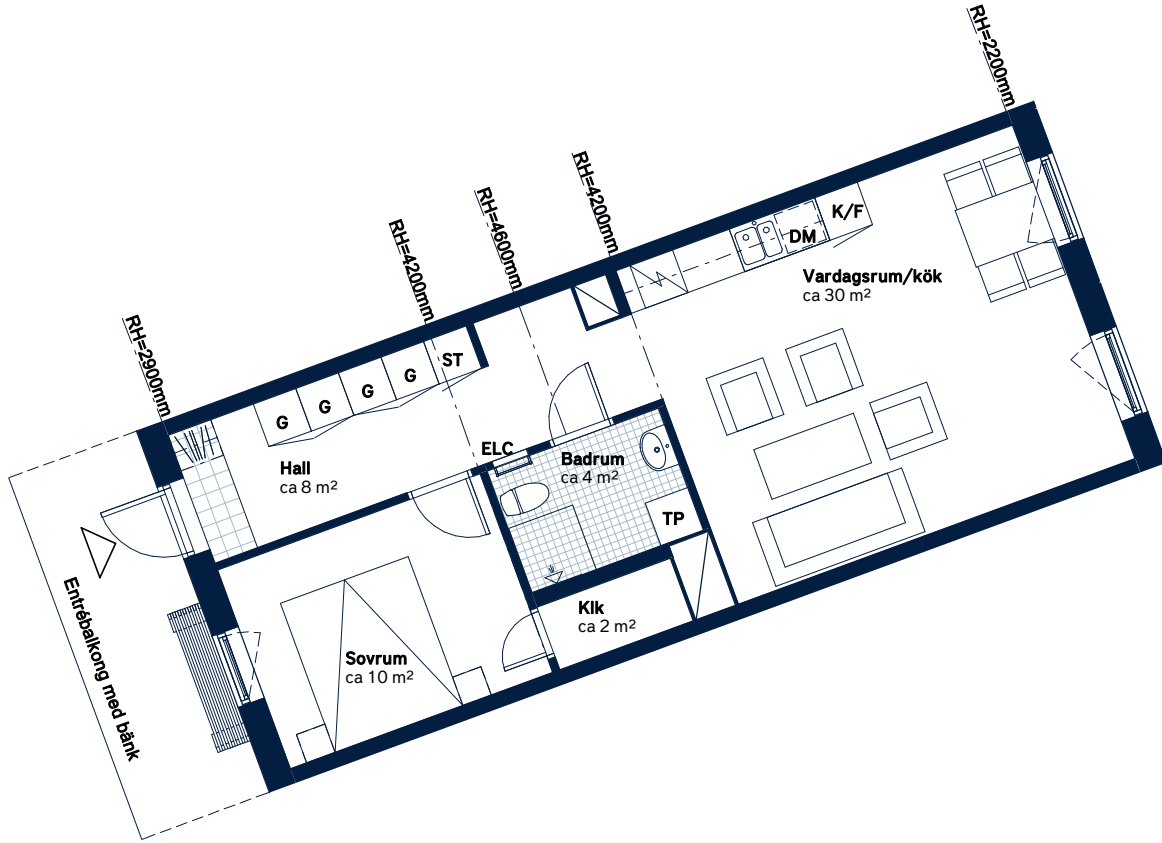 RH=2200mm
RH=4200mm
RH=4600mm
RH=4200mm
RH=2900mm
K/F
DM
Vardagsrum/kök
ca 30 m²
ST
G
G
G
G
ELC
Badrum
ca 4 m²
Hall
ca 8 m²
TP
Klk
ca 2 m²
Sovrum
ca 10 m²
Entrébalkong med bänk